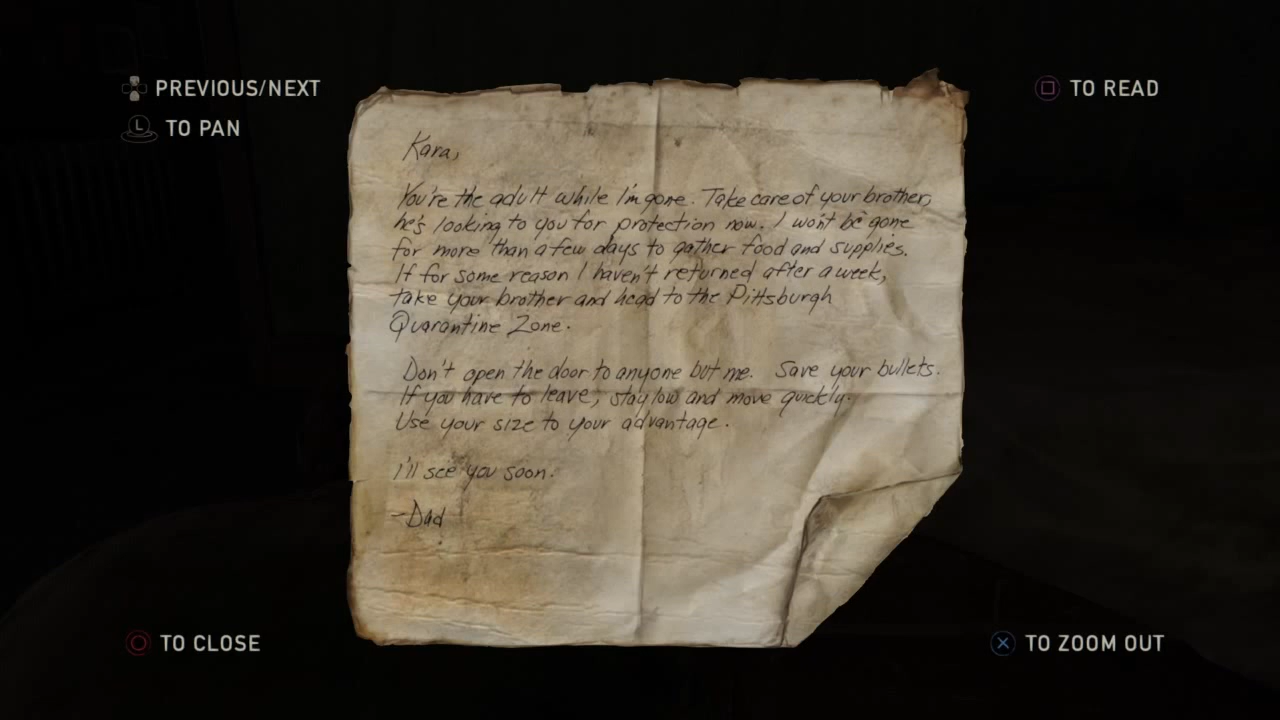 PREVIOUS/NEXT
L TO PAN
TO READ
Kara,
You're the adult while I'm gone. Take care of your brother,
he's looking to you for protection now. I won't be gone
for more than a few days to gather food and supplies.
If for some reason I haven't returned after a week,
take your brother and head to the Pittsburgh
Quarantine Zone.
Don't open the door to anyone but me. Save your bullets.
If you have to leave, stay low and move quickly.
Use your size to your advantage.
I'll see you soon.
-Dad
TO CLOSE
TO ZOOM OUT